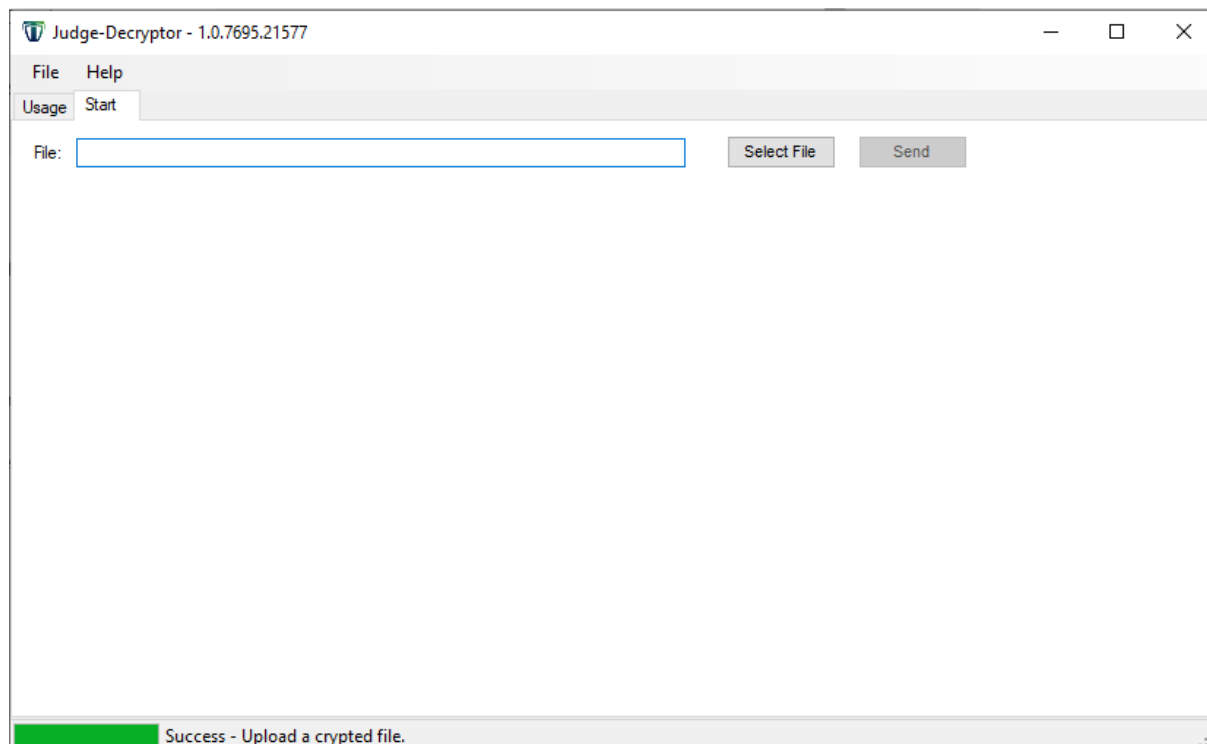 Judge-Decryptor - 1.0.7695.21577
File Help
Usage Start
File: Select File Send
Success - Upload a crypted file.